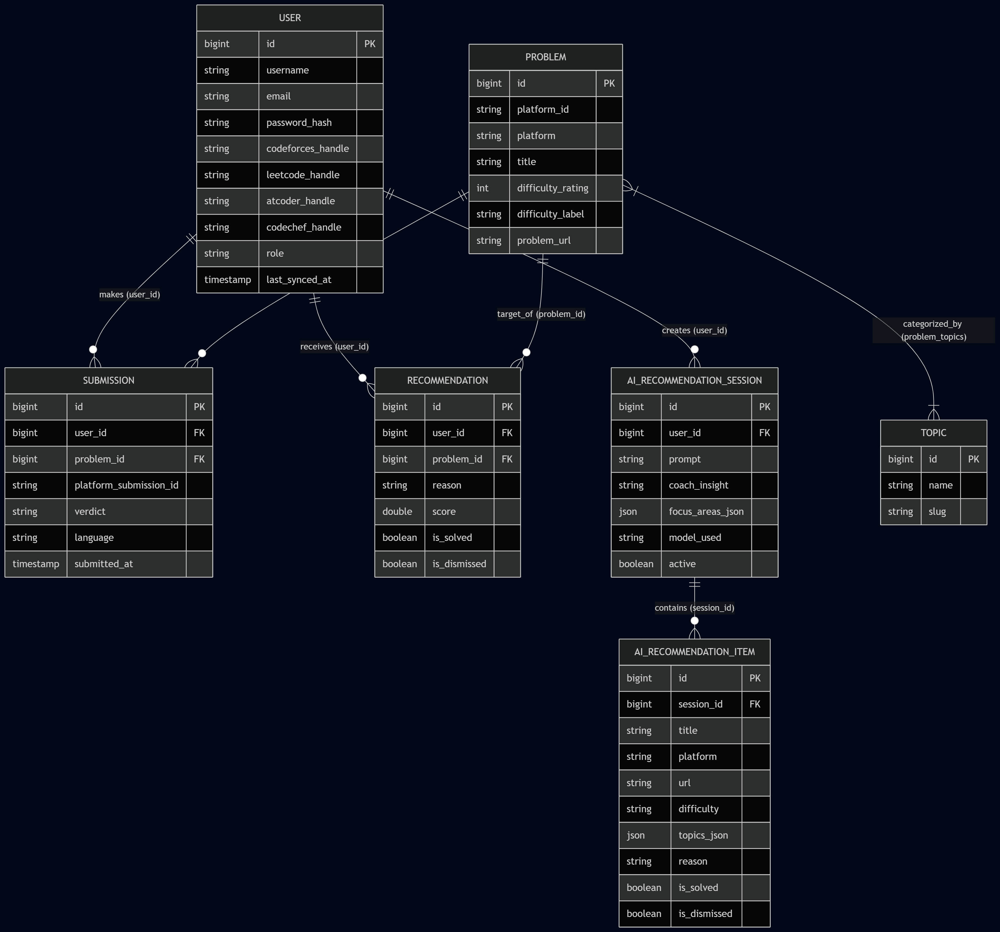 USER
bigint id PK
string username
string email
string password_hash
string codeforces_handle
string leetcode_handle
string atcoder_handle
string codechef_handle
string role
timestamp last_synced_at
PROBLEM
bigint id PK
string platform_id
string platform
string title
int difficulty_rating
string difficulty_label
string problem_url
makes (user_id)
receives (user_id)
target_of (problem_id)
creates (user_id)
categorized_by
(problem_topics)
SUBMISSION
bigint id PK
bigint user_id FK
bigint problem_id FK
string platform_submission_id
string verdict
string language
timestamp submitted_at
RECOMMENDATION
bigint id PK
bigint user_id FK
bigint problem_id FK
string reason
double score
boolean is_solved
boolean is_dismissed
AI_RECOMMENDATION_SESSION
bigint id PK
bigint user_id FK
string prompt
string coach_insight
json focus_areas_json
string model_used
boolean active
TOPIC
bigint id PK
string name
string slug
contains (session_id)
AI_RECOMMENDATION_ITEM
bigint id PK
bigint session_id FK
string title
string platform
string url
string difficulty
json topics_json
string reason
boolean is_solved
boolean is_dismissed